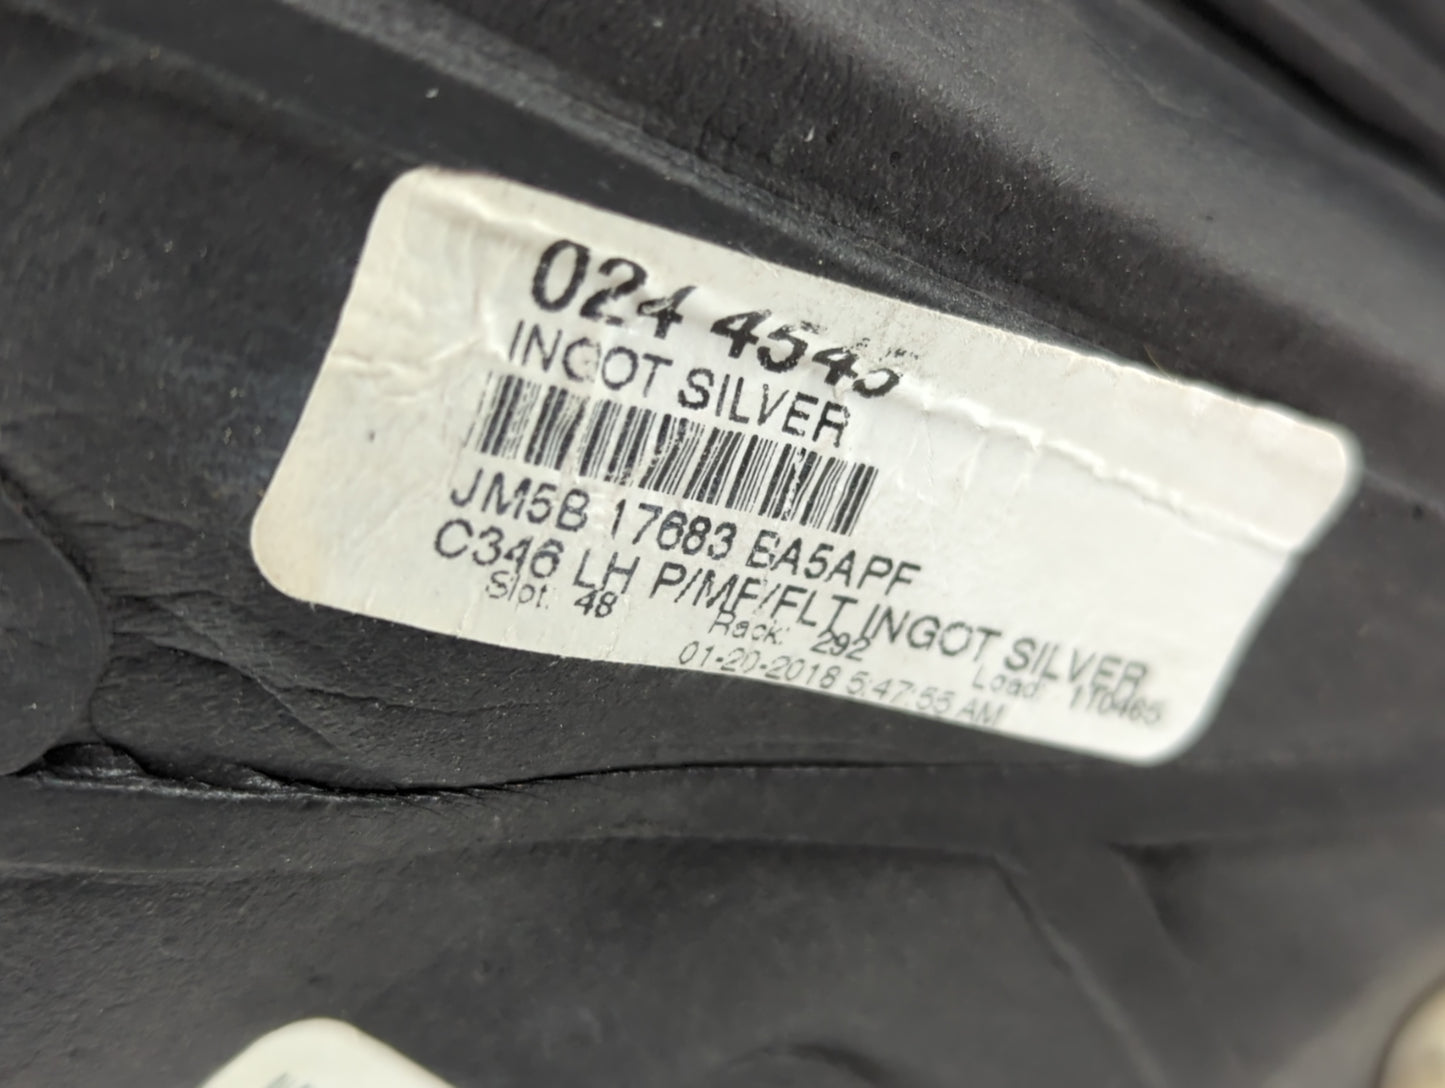 024 4545
INGOT SILVER
JM5B 17683 BA5APF
C346 LH P/MF/FLT INGOT SILVER
Slot: 48 Rack: 292 Load: 1T0465
01-20-2018 5:47:55 AM